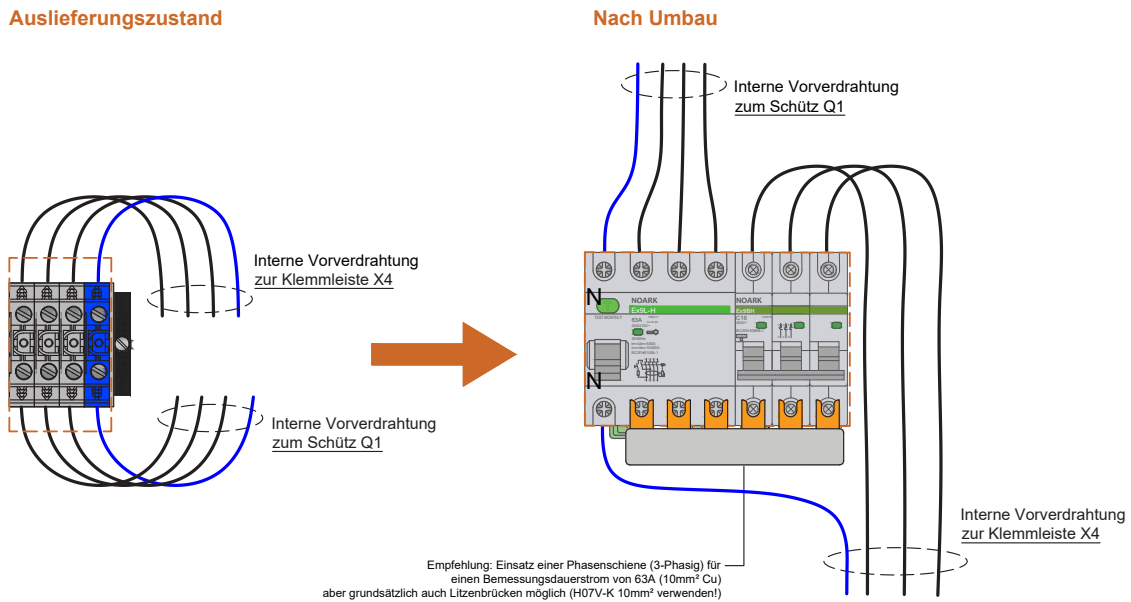 Auslieferungszustand
Nach Umbau
Interne Vorverdrahtung
zum Schütz Q1
Interne Vorverdrahtung
zur Klemmleiste X4
Interne Vorverdrahtung
zum Schütz Q1
N
NOARK
Ex9L-H
63A
TEST MONTHLY
NOARK
Ex9BH
C16
N
Interne Vorverdrahtung
zur Klemmleiste X4
Empfehlung: Einsatz einer Phasenschiene (3-Phasig) für
einen Bemessungsdauerstrom von 63A (10mm² Cu)
aber grundsätzlich auch Litzenbrücken möglich (H07V-K 10mm² verwenden!)